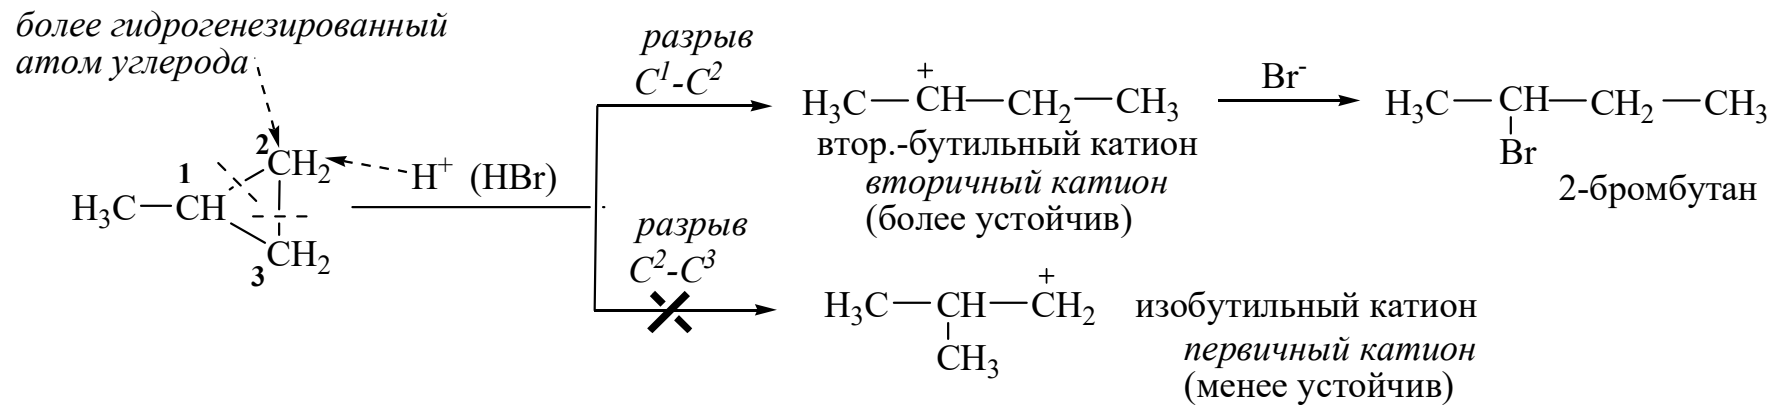 более гидрогенезированный
атом углерода
разрыв
C¹-C²
+
H₃C—CH—CH₂—CH₃
Br⁻
H₃C—CH—CH₂—CH₃
Br
втор.-бутильный катион
вторичный катион
(более устойчив)
2-бромбутан
2
CH₂
H⁺ (HBr)
1
H₃C—CH
3
CH₂
разрыв
C²-C³
+
H₃C—CH—CH₂
CH₃
изобутильный катион
первичный катион
(менее устойчив)